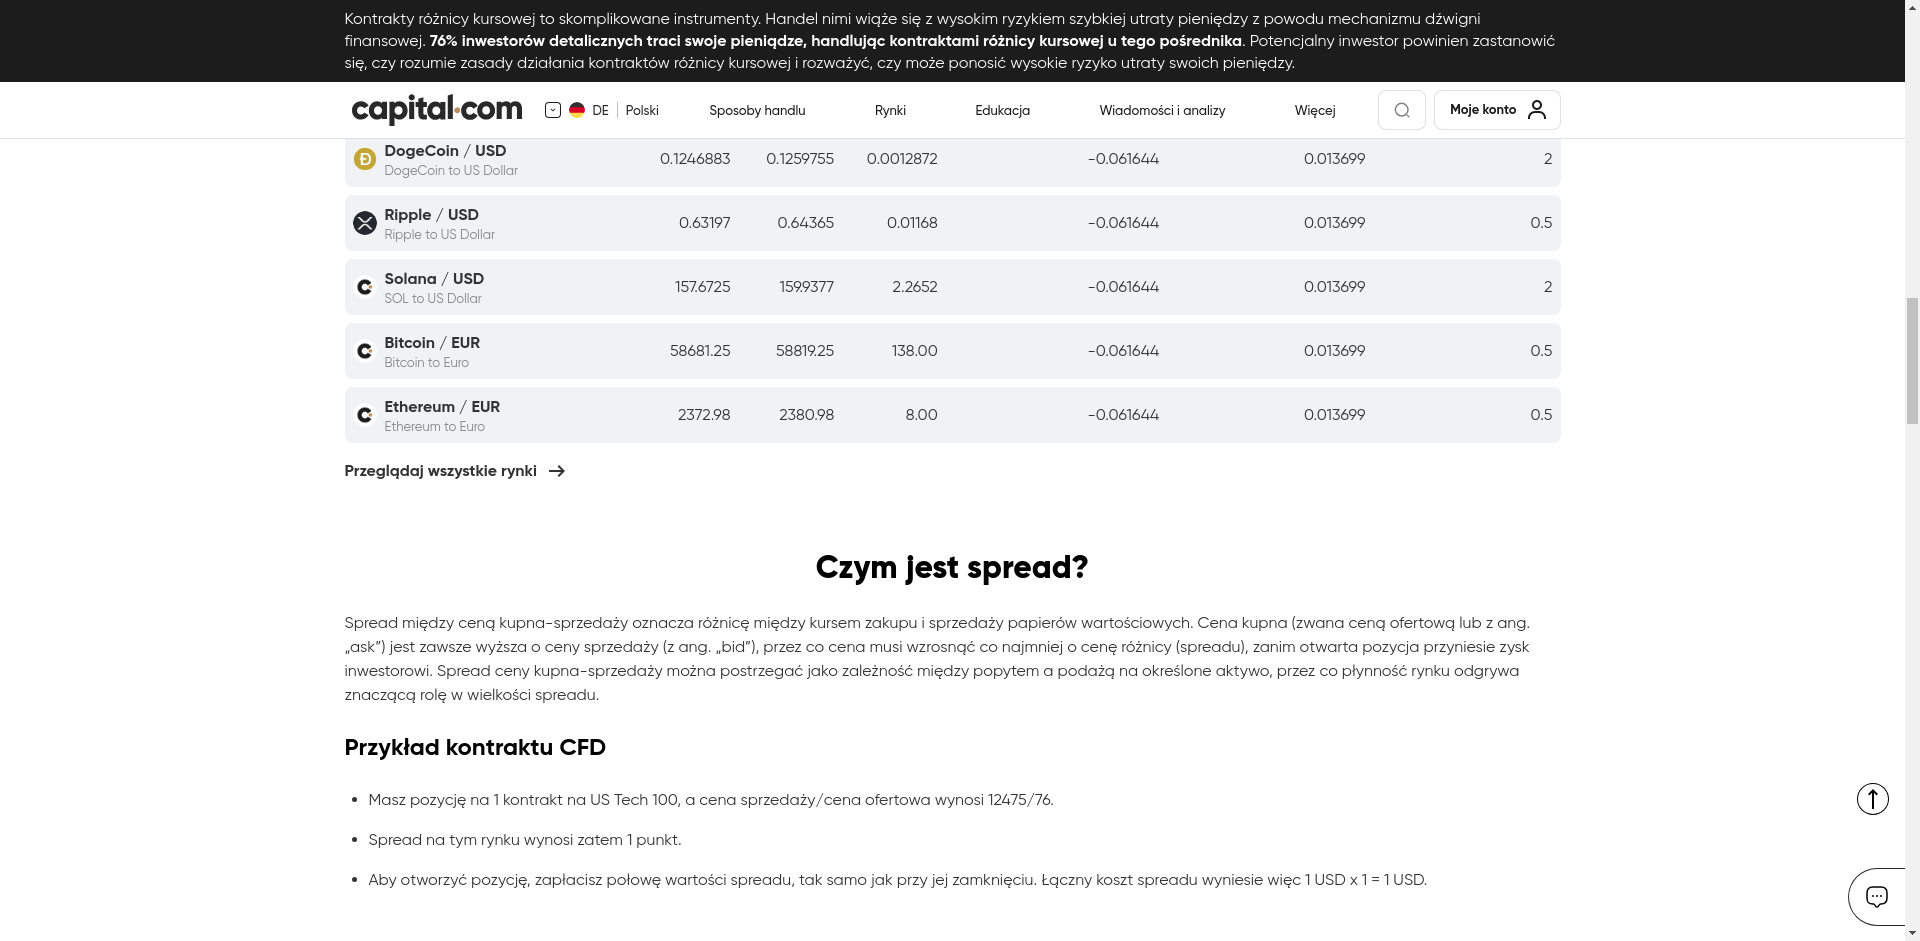 Kontrakty różnicy kursowej to skomplikowane instrumenty. Handel nimi wiąże się z wysokim ryzykiem szybkiej utraty pieniędzy z powodu mechanizmu dźwigni
finansowej. 76% inwestorów detalicznych traci swoje pieniądze, handlując kontraktami różnicy kursowej u tego pośrednika. Potencjalny inwestor powinien zastanowić
się, czy rozumie zasady działania kontraktów różnicy kursowej i rozważyć, czy może ponosić wysokie ryzyko utraty swoich pieniędzy.
capital.com DE Polski Sposoby handlu Rynki Edukacja Wiadomości i analizy Więcej Moje konto
DogeCoin / USD 0.1246883 0.1259755 0.0012872 -0.061644 0.013699 2
DogeCoin to US Dollar
Ripple / USD 0.63197 0.64365 0.01168 -0.061644 0.013699 0.5
Ripple to US Dollar
Solana / USD 157.6725 159.9377 2.2652 -0.061644 0.013699 2
SOL to US Dollar
Bitcoin / EUR 58681.25 58819.25 138.00 -0.061644 0.013699 0.5
Bitcoin to Euro
Ethereum / EUR 2372.98 2380.98 8.00 -0.061644 0.013699 0.5
Ethereum to Euro
Przeglądaj wszystkie rynki
Czym jest spread?
Spread między ceną kupna-sprzedaży oznacza różnicę między kursem zakupu i sprzedaży papierów wartościowych. Cena kupna (zwana ceną ofertową lub z ang.
„ask”) jest zawsze wyższa o ceny sprzedaży (z ang. „bid”), przez co cena musi wzrosnąć co najmniej o cenę różnicy (spreadu), zanim otwarta pozycja przyniesie zysk
inwestorowi. Spread ceny kupna-sprzedaży można postrzegać jako zależność między popytem a podażą na określone aktywo, przez co płynność rynku odgrywa
znaczącą rolę w wielkości spreadu.
Przykład kontraktu CFD
• Masz pozycję na 1 kontrakt na US Tech 100, a cena sprzedaży/cena ofertowa wynosi 12475/76.
• Spread na tym rynku wynosi zatem 1 punkt.
• Aby otworzyć pozycję, zapłacisz połowę wartości spreadu, tak samo jak przy jej zamknięciu. Łączny koszt spreadu wyniesie więc 1 USD x 1 = 1 USD.